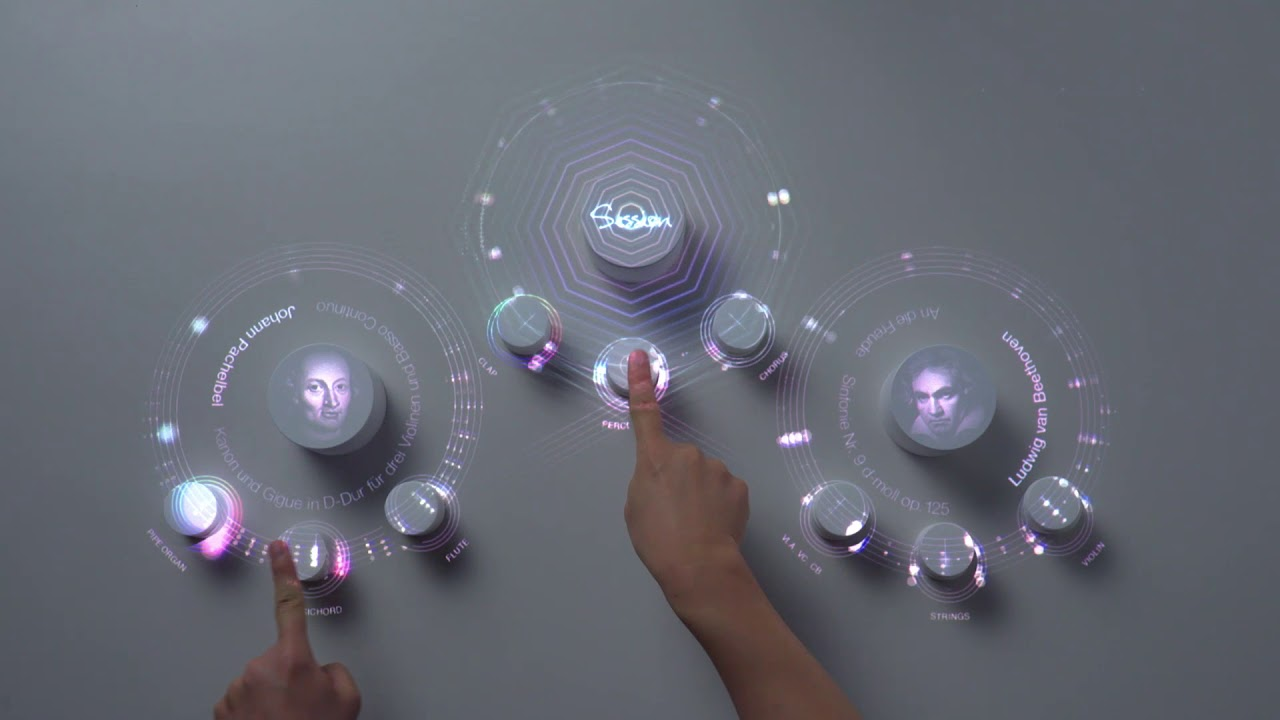 Session
CLAP
CHORUS
Johann Pachelbel
Kanon und Gigue in D-Dur für drei Violinen und Basso Continuo
PIPE ORGAN
FLUTE
An die Freude
Ludwig van Beethoven
Sinfonie Nr. 9 d-moll op. 125
Vl.A. VC. CB
STRINGS
VIOLIN